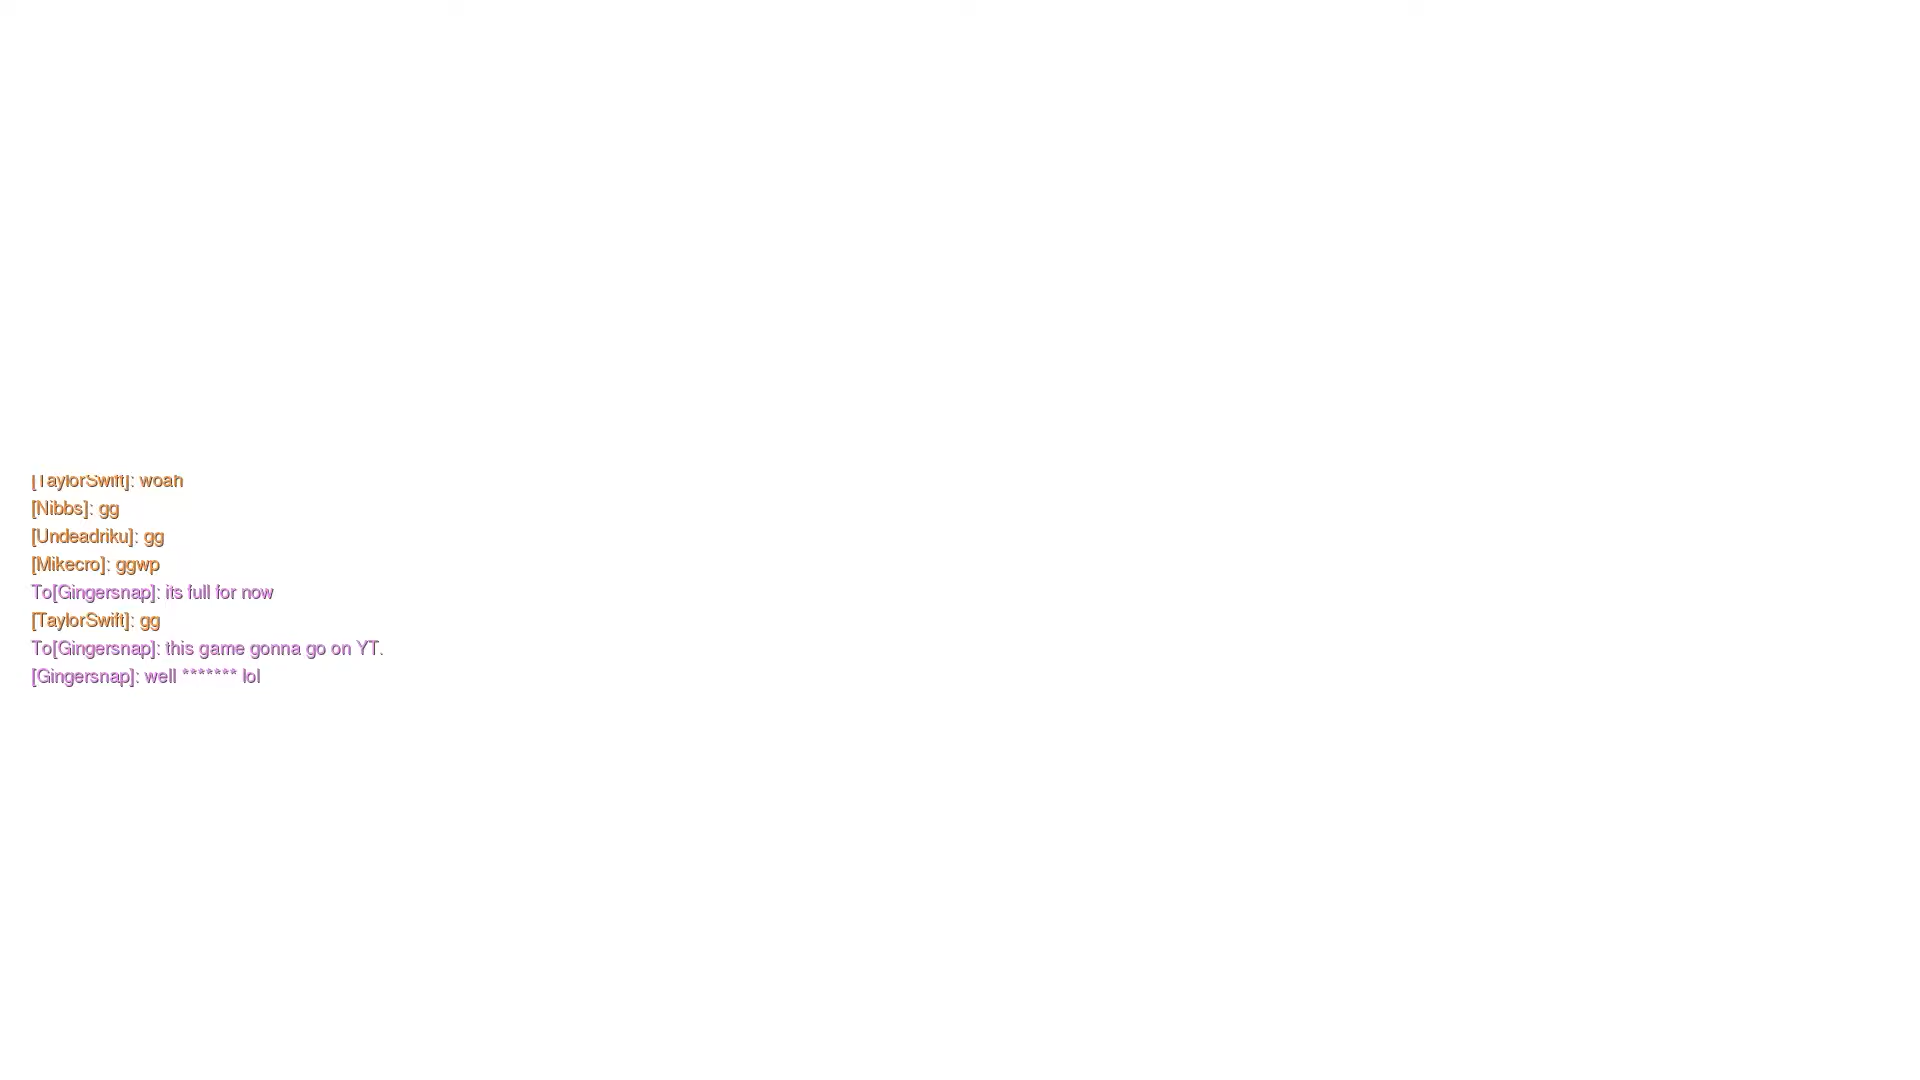 [TaylorSwift]: woah
[Nibbs]: gg
[Undeadriku]: gg
[Mikecro]: ggwp
To[Gingersnap]: its full for now
[TaylorSwift]: gg
To[Gingersnap]: this game gonna go on YT.
[Gingersnap]: well ******* lol